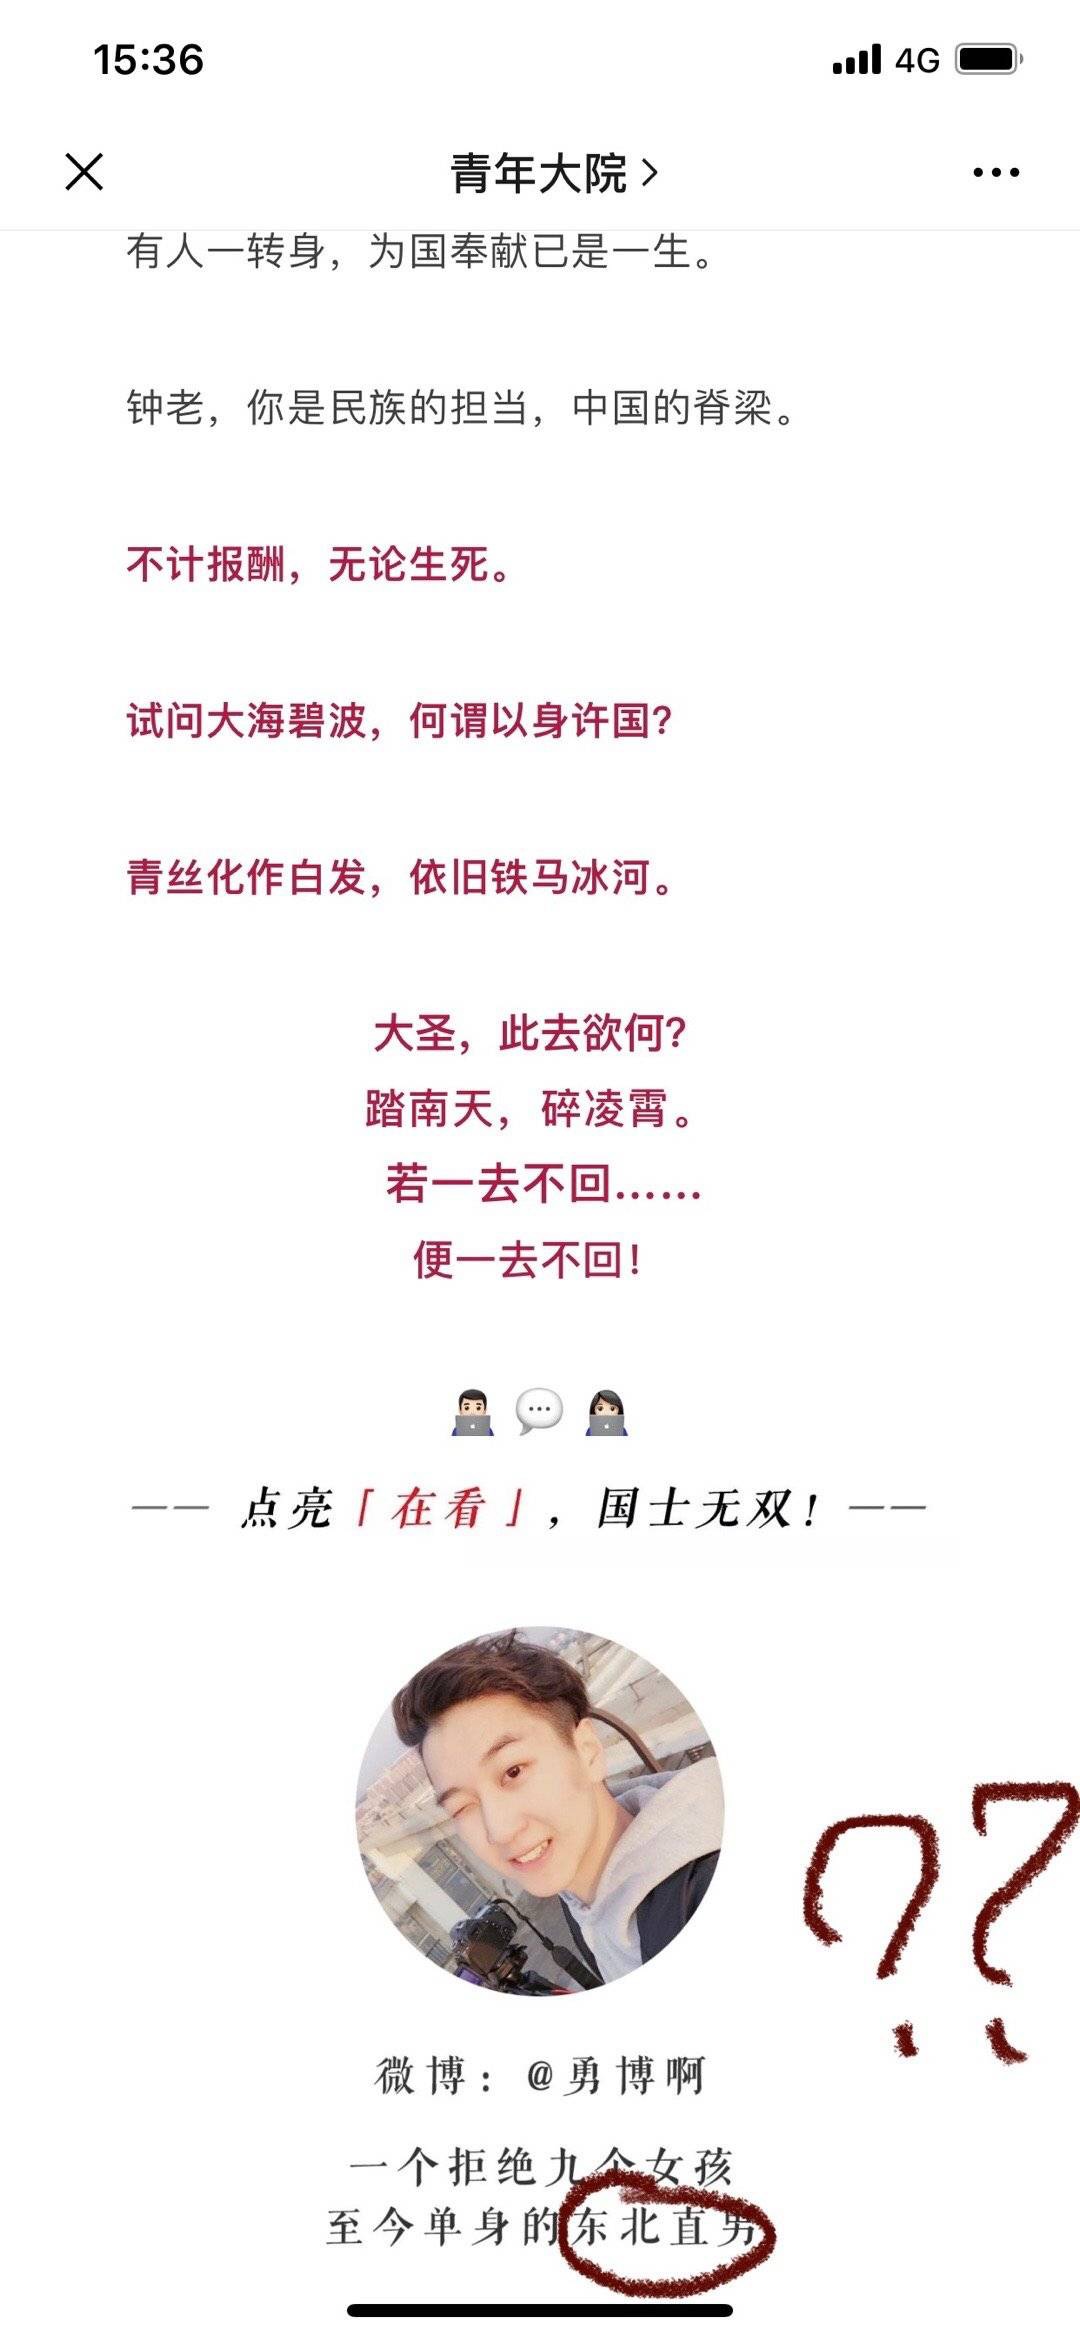 15:36
4G
青年大院
有人一转身，为国奉献已是一生。
钟老，你是民族的担当，中国的脊梁。
不计报酬，无论生死。
试问大海碧波，何谓以身许国？
青丝化作白发，依旧铁马冰河。
大圣，此去欲何？
踏南天，碎凌霄。
若一去不回……
便一去不回！
—— 点亮「在看」，国士无双！ ——
??
微博：@勇博啊
一个拒绝九个女孩
至今单身的东北直男